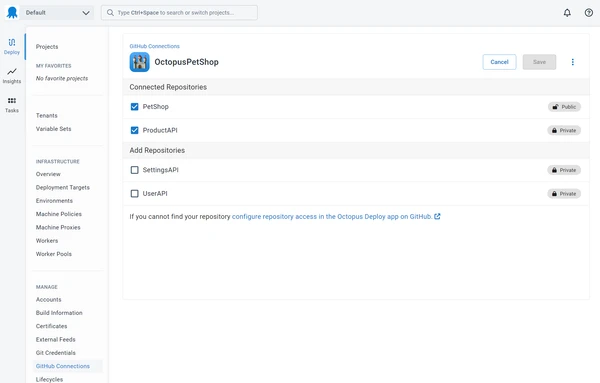 Default
Type Ctrl+Space to search or switch projects...
Deploy
Insights
Tasks
Projects
MY FAVORITES
No favorite projects
Tenants
Variable Sets
INFRASTRUCTURE
Overview
Deployment Targets
Environments
Machine Policies
Machine Proxies
Workers
Worker Pools
MANAGE
Accounts
Build Information
Certificates
External Feeds
Git Credentials
GitHub Connections
Lifecycles
GitHub Connections
OctopusPetShop
Cancel
Save
Connected Repositories
PetShop
Public
ProductAPI
Private
Add Repositories
SettingsAPI
Private
UserAPI
Private
If you cannot find your repository configure repository access in the Octopus Deploy app on GitHub.